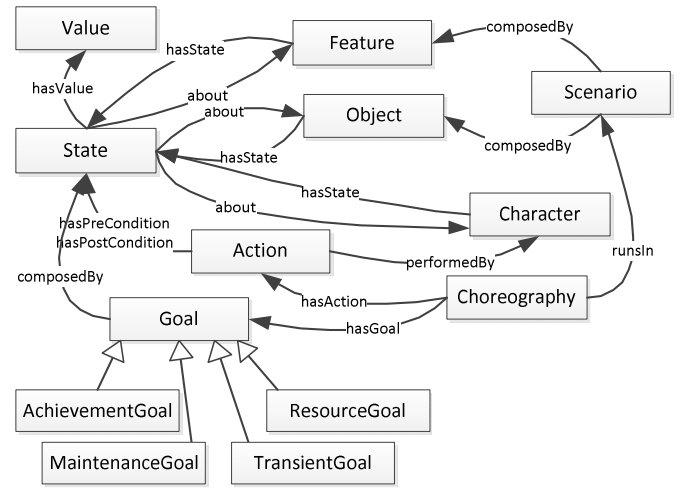 Value
Feature
composedBy
hasState
hasValue
about
about
Object
Scenario
State
composedBy
hasState
hasState
about
Character
hasPreCondition
hasPostCondition
Action
performedBy
runsIn
composedBy
hasAction
Choreography
Goal
hasGoal
AchievementGoal
ResourceGoal
MaintenanceGoal
TransientGoal